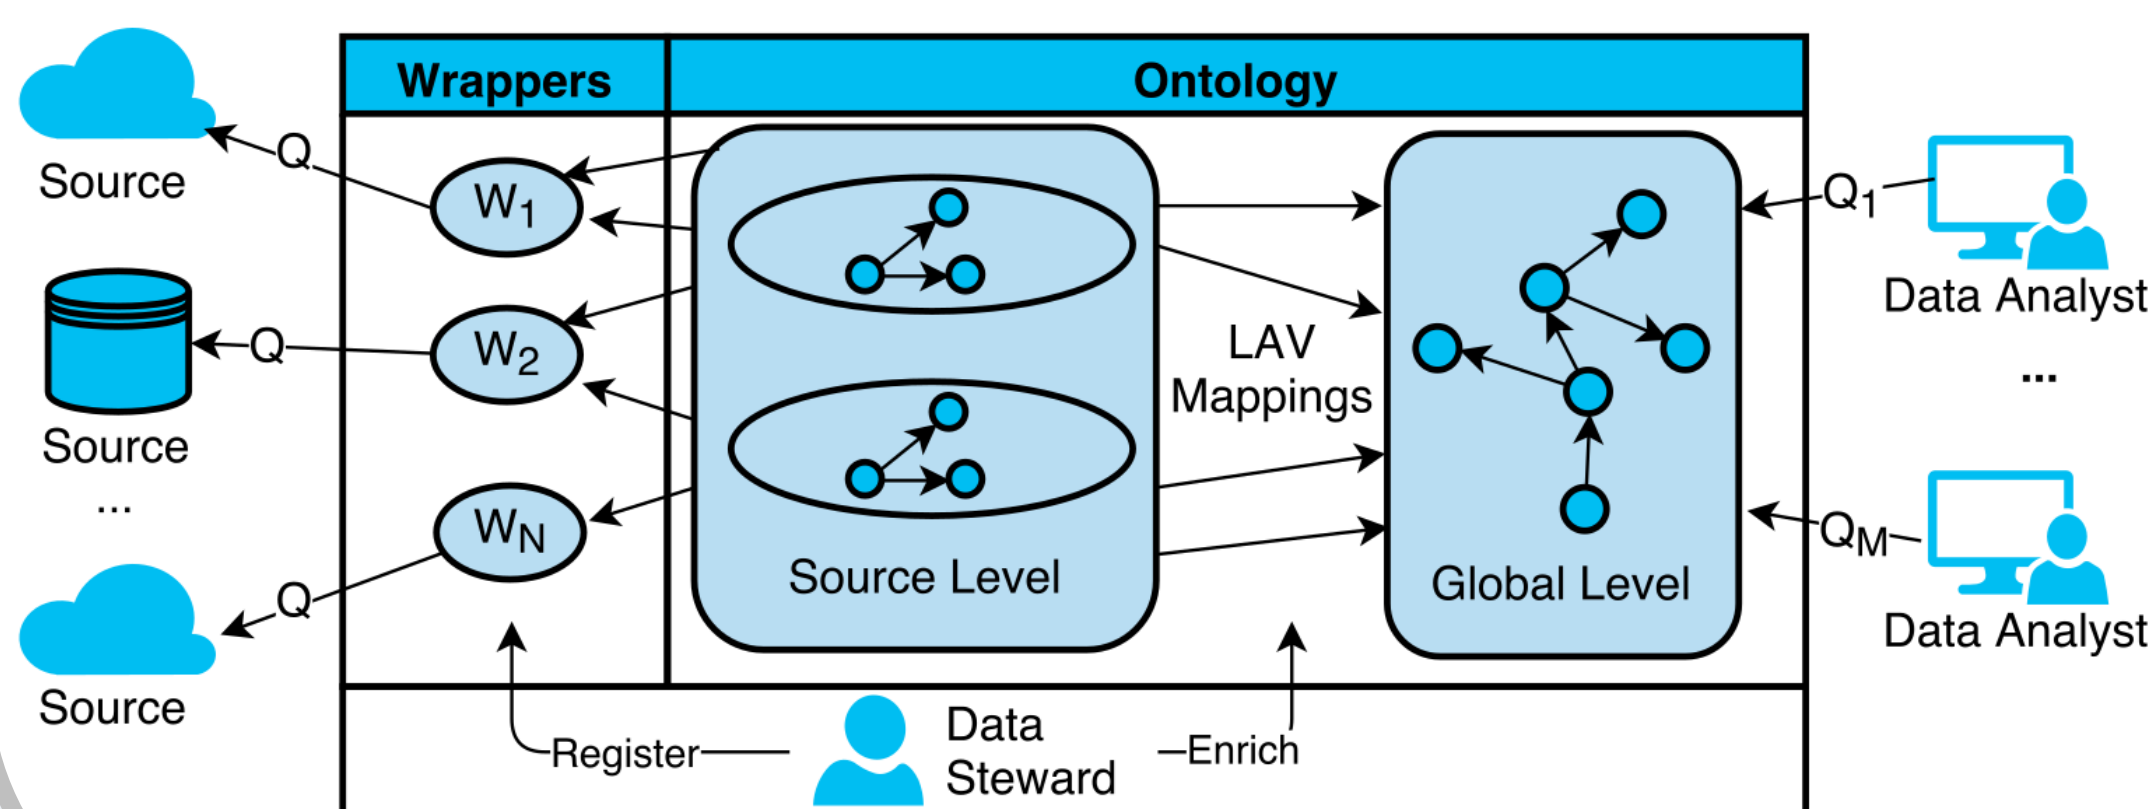 Wrappers
Ontology
Source
Q
W1
Source
Q
W2
...
Source
Q
WN
Source Level
LAV
Mappings
Global Level
Q1
Data Analyst
...
QM
Data Analyst
Register
Data
Steward
Enrich